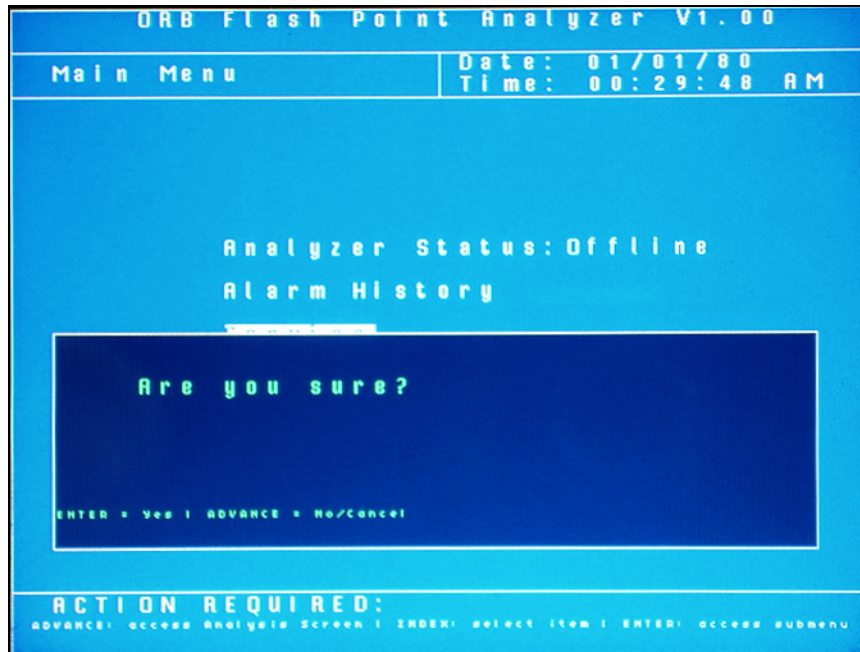 ORB Flash Point Analyzer V1.00
Main Menu
Date: 01/01/80
Time: 00:29:48 AM
Analyzer Status:Offline
Alarm History
Are you sure?
ENTER = Yes | ADVANCE = No/Cancel
ACTION REQUIRED:
ADVANCE: access Analysis Screen | INDEX: select item | ENTER: access submenu